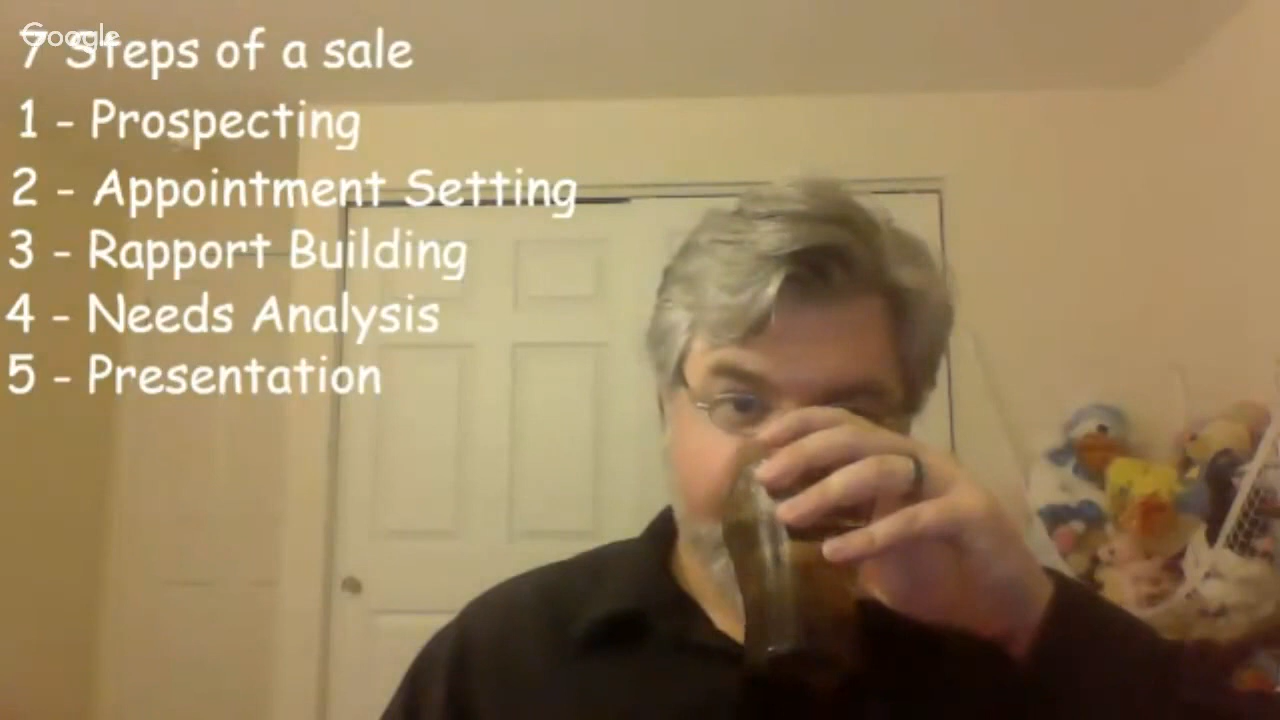 Google
7 Steps of a sale
1 - Prospecting
2 - Appointment Setting
3 - Rapport Building
4 - Needs Analysis
5 - Presentation